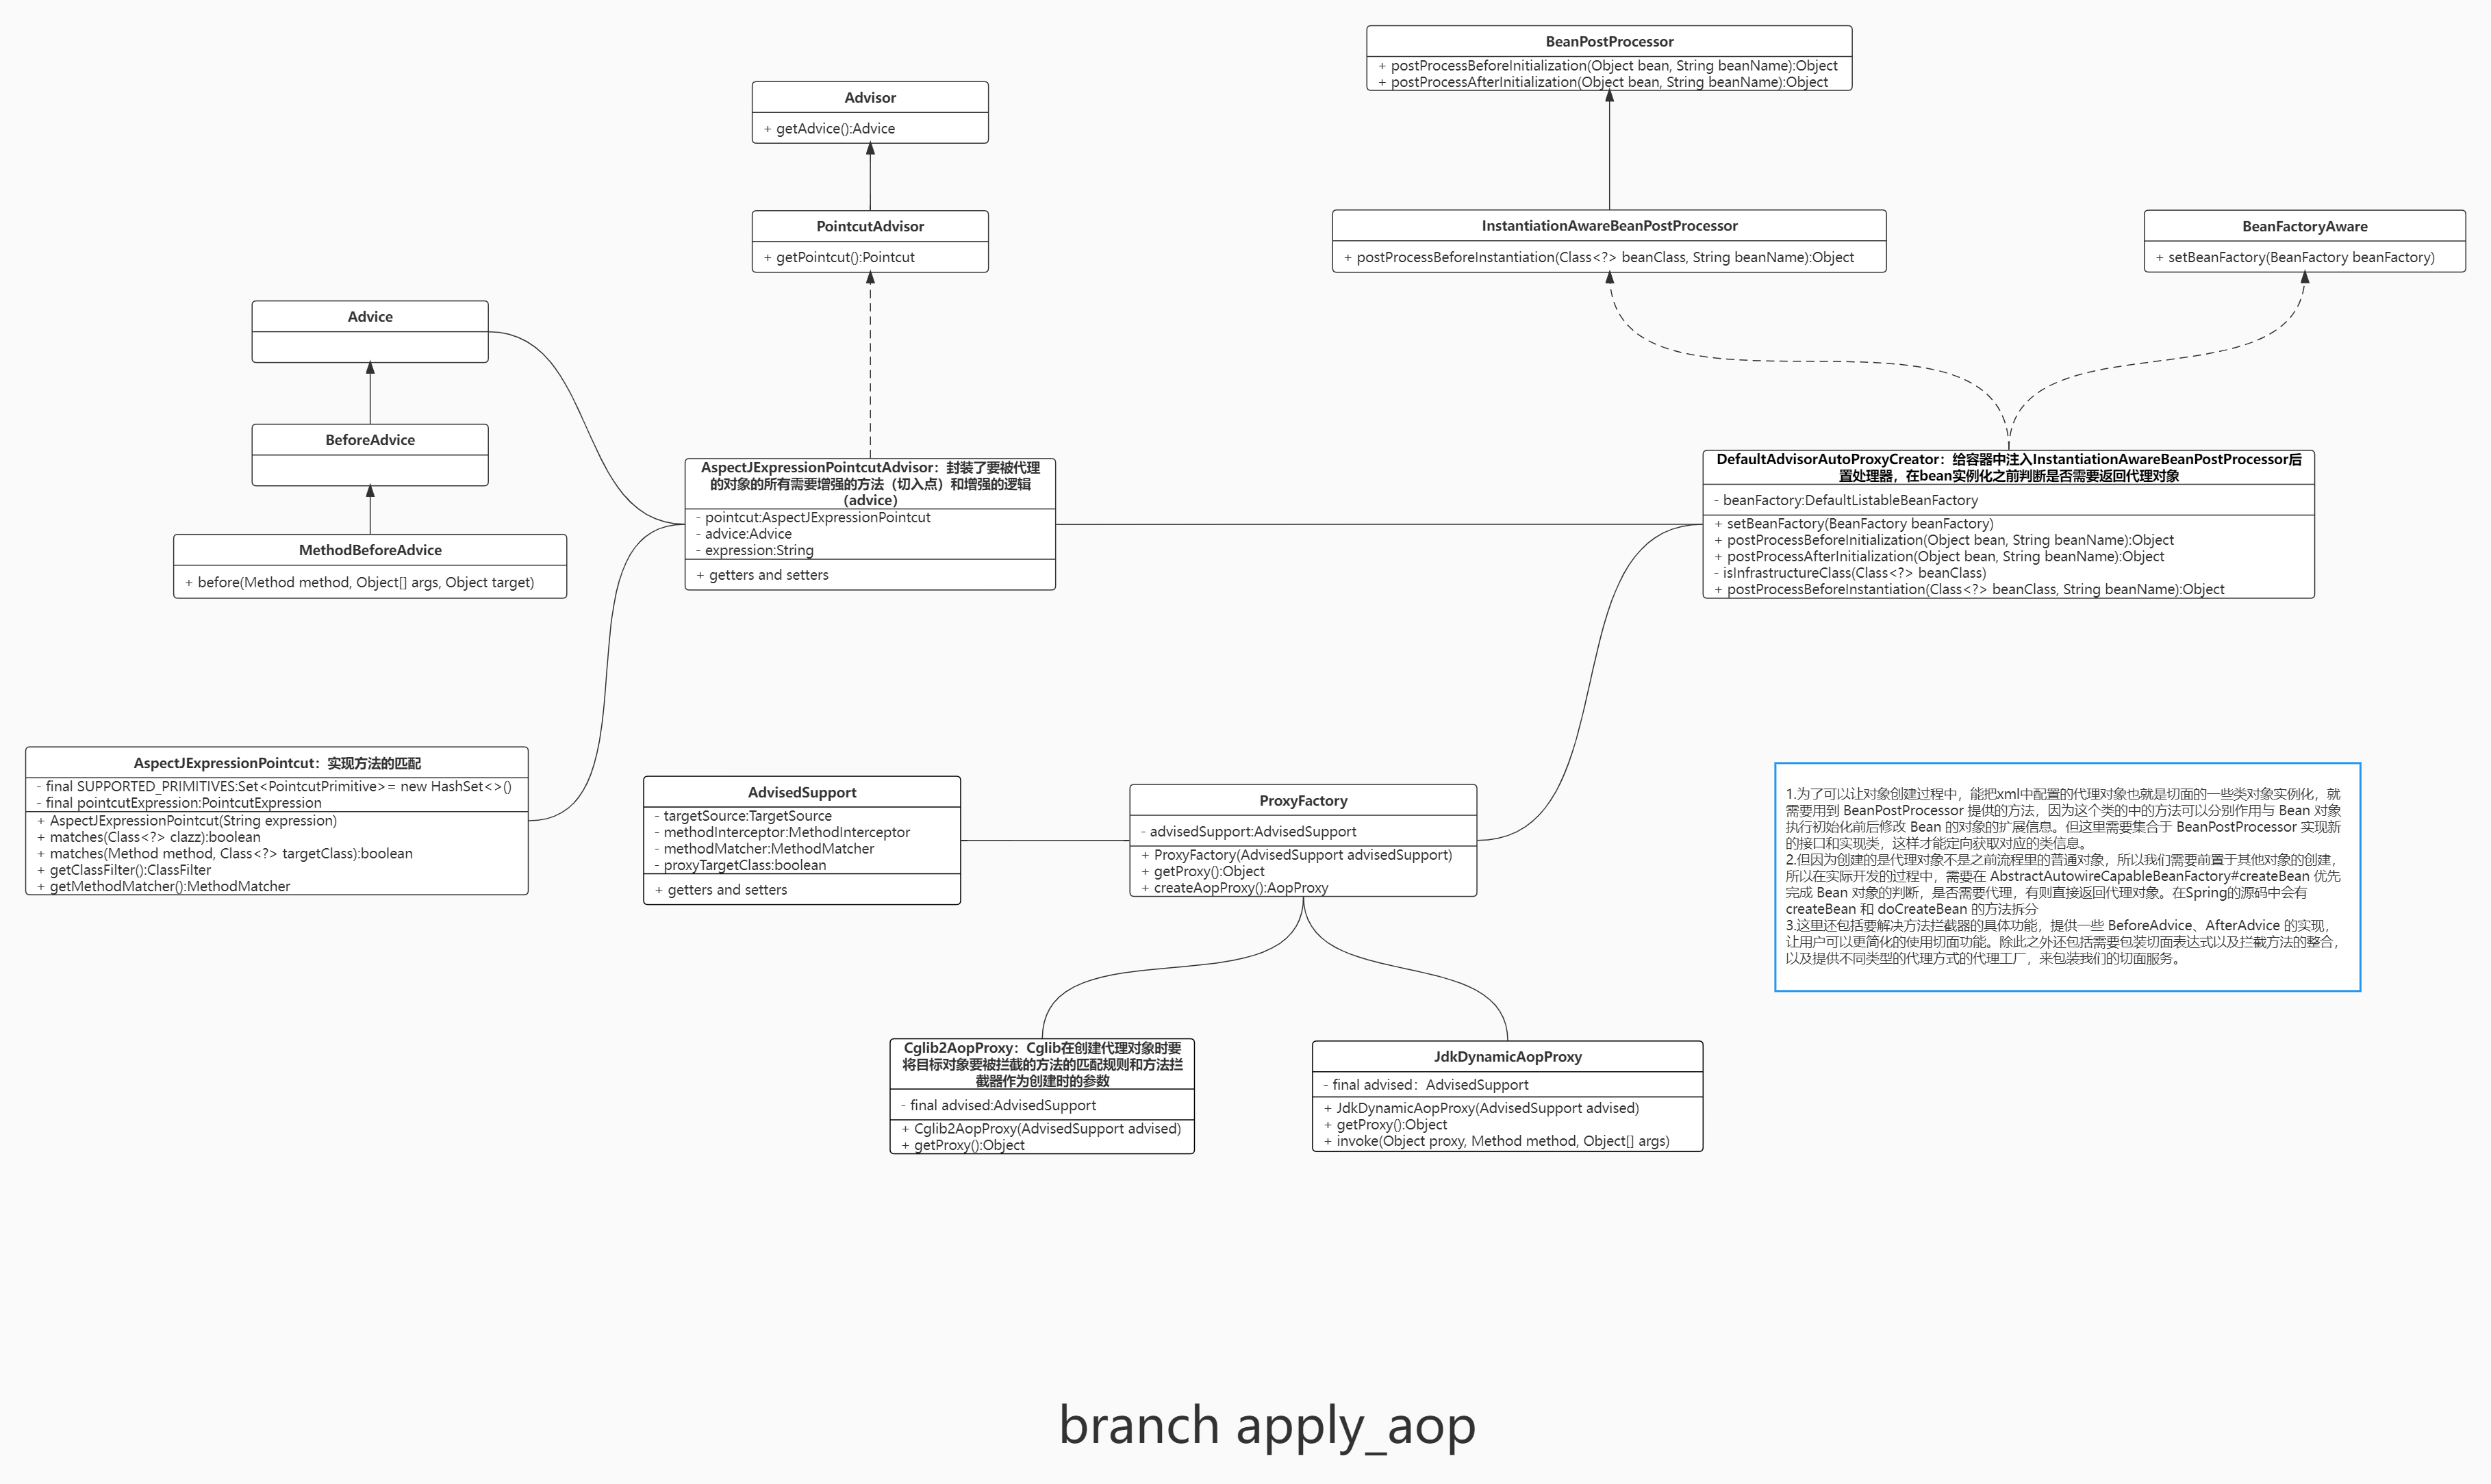 BeanPostProcessor
+ postProcessBeforeInitialization(Object bean, String beanName):Object
+ postProcessAfterInitialization(Object bean, String beanName):Object
Advisor
+ getAdvice():Advice
PointcutAdvisor
+ getPointcut():Pointcut
InstantiationAwareBeanPostProcessor
+ postProcessBeforeInstantiation(Class<?> beanClass, String beanName):Object
BeanFactoryAware
+ setBeanFactory(BeanFactory beanFactory)
Advice
BeforeAdvice
MethodBeforeAdvice
+ before(Method method, Object[] args, Object target)
AspectJExpressionPointcutAdvisor：封装了要被代理
的对象的所有需要增强的方法（切入点）和增强的逻辑
（advice）
- pointcut:AspectJExpressionPointcut
- advice:Advice
- expression:String
+ getters and setters
DefaultAdvisorAutoProxyCreator：给容器中注入InstantiationAwareBeanPostProcessor后
置处理器，在bean实例化之前判断是否需要返回代理对象
- beanFactory:DefaultListableBeanFactory
+ setBeanFactory(BeanFactory beanFactory)
+ postProcessBeforeInitialization(Object bean, String beanName):Object
+ postProcessAfterInitialization(Object bean, String beanName):Object
- isInfrastructureClass(Class<?> beanClass)
+ postProcessBeforeInstantiation(Class<?> beanClass, String beanName):Object
AspectJExpressionPointcut：实现方法的匹配
- final SUPPORTED_PRIMITIVES:Set<PointcutPrimitive>= new HashSet<>()
- final pointcutExpression:PointcutExpression
+ AspectJExpressionPointcut(String expression)
+ matches(Class<?> clazz):boolean
+ matches(Method method, Class<?> targetClass):boolean
+ getClassFilter():ClassFilter
+ getMethodMatcher():MethodMatcher
AdvisedSupport
- targetSource:TargetSource
- methodInterceptor:MethodInterceptor
- methodMatcher:MethodMatcher
- proxyTargetClass:boolean
+ getters and setters
ProxyFactory
- advisedSupport:AdvisedSupport
+ ProxyFactory(AdvisedSupport advisedSupport)
+ getProxy():Object
+ createAopProxy():AopProxy
1.为了可以让对象创建过程中，能把xml中配置的代理对象也就是切面的一些类对象实例化，就
需要用到 BeanPostProcessor 提供的方法，因为这个类的中的方法可以分别作用与 Bean 对象
执行初始化前后修改 Bean 的对象的扩展信息。但这里需要集合于 BeanPostProcessor 实现新
的接口和实现类，这样才能定向获取对应的类信息。
2.但因为创建的是代理对象不是之前流程里的普通对象，所以我们需要前置于其他对象的创建，
所以在实际开发的过程中，需要在 AbstractAutowireCapableBeanFactory#createBean 优先
完成 Bean 对象的判断，是否需要代理，有则直接返回代理对象。在Spring的源码中会有
createBean 和 doCreateBean 的方法拆分
3.这里还包括要解决方法拦截器的具体功能，提供一些 BeforeAdvice、AfterAdvice 的实现，
让用户可以更简化的使用切面功能。除此之外还包括需要包装切面表达式以及拦截方法的整合，
以及提供不同类型的代理方式的代理工厂，来包装我们的切面服务。
Cglib2AopProxy：Cglib在创建代理对象时要
将目标对象要被拦截的方法的匹配规则和方法拦
截器作为创建时的参数
- final advised:AdvisedSupport
+ Cglib2AopProxy(AdvisedSupport advised)
+ getProxy():Object
JdkDynamicAopProxy
- final advised：AdvisedSupport
+ JdkDynamicAopProxy(AdvisedSupport advised)
+ getProxy():Object
+ invoke(Object proxy, Method method, Object[] args)
branch apply_aop